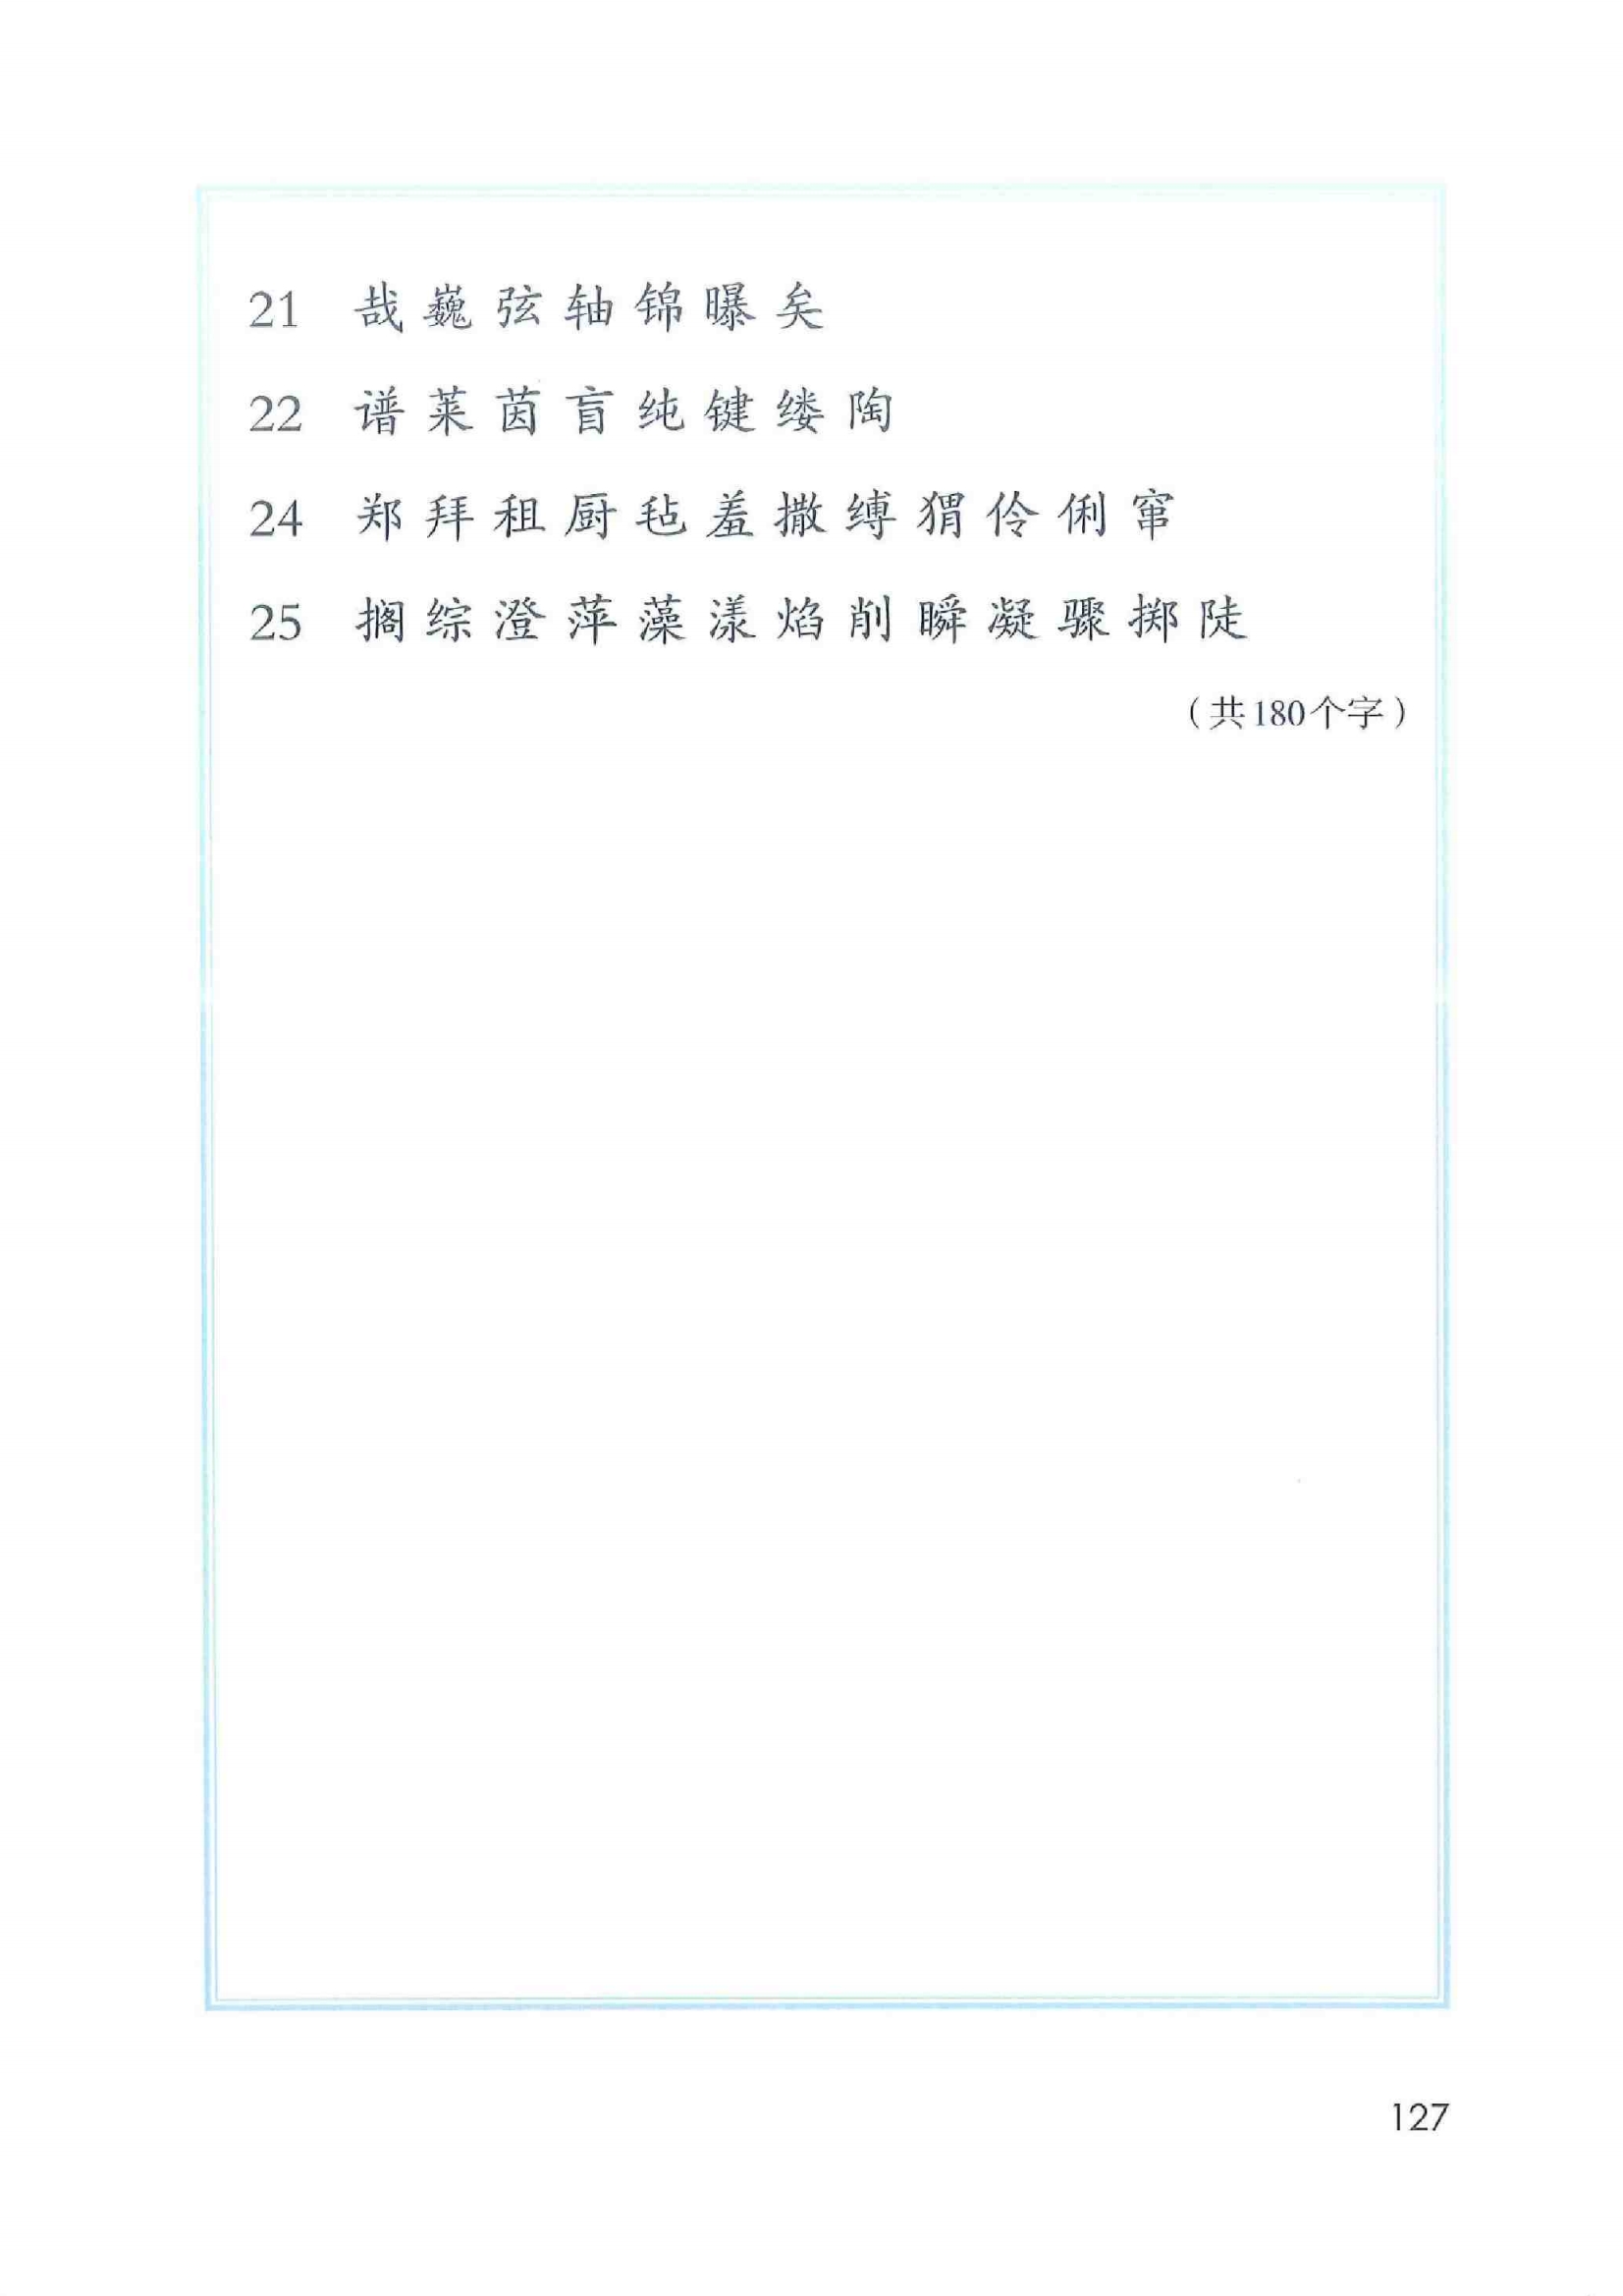 21 哉 巍 弦 轴 锦 曝 矣
22 谱 莱 茵 盲 纯 键 缕 陶
24 郑 拜 租 厨 毡 羞 撒 缚 猬 伶 俐 窜
25 搁 综 澄 萍 藻 漾 焰 削 瞬 凝 骤 掷 陡
（共180个字）
127